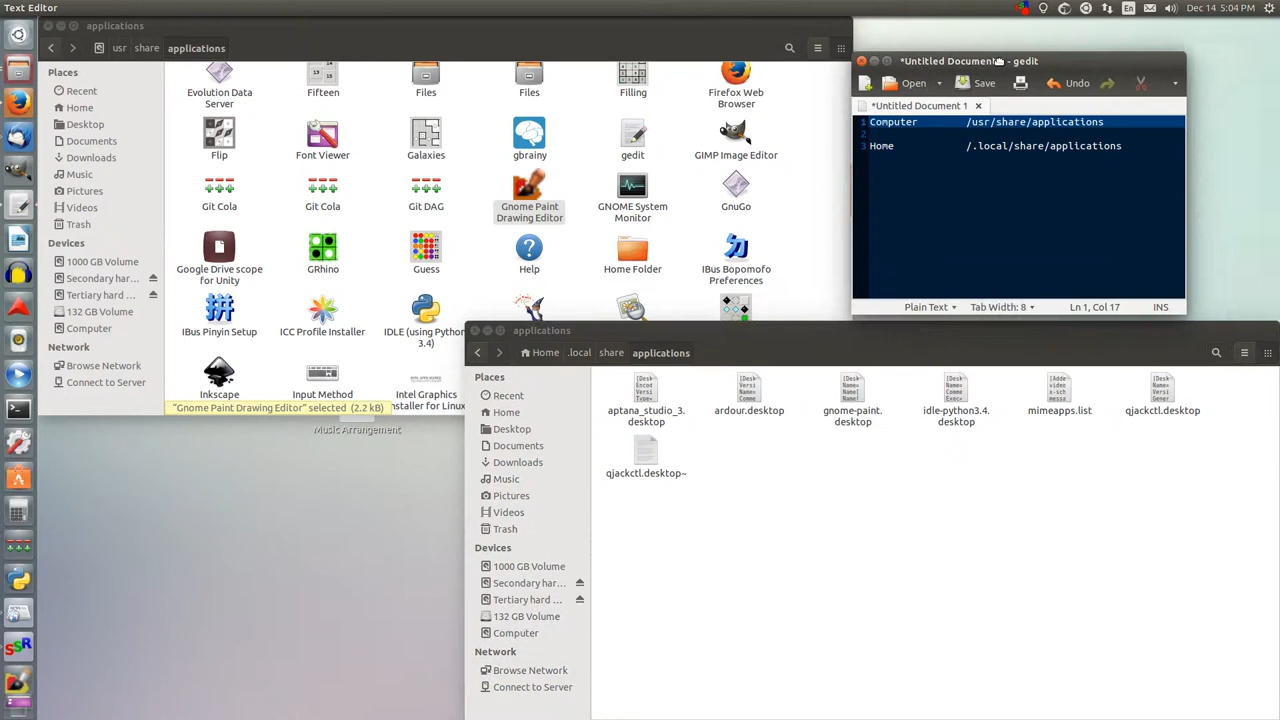 Text Editor
En
Dec 14 5:04 PM
applications
usr share applications
Places
Recent
Home
Desktop
Documents
Downloads
Music
Pictures
Videos
Trash
Devices
1000 GB Volume
Secondary har...
Tertiary hard ...
132 GB Volume
Computer
Network
Browse Network
Connect to Server
Evolution Data Server
Fifteen
Files
Files
Filling
Firefox Web Browser
Flip
Font Viewer
Galaxies
gbrainy
gedit
GIMP Image Editor
Git Cola
Git Cola
Git DAG
Gnome Paint Drawing Editor
GNOME System Monitor
GnuGo
Google Drive scope for Unity
GRhino
Guess
Help
Home Folder
IBus Bopomofo Preferences
IBus Pinyin Setup
ICC Profile Installer
IDLE (using Python 3.4)
Inkscape
Input Method
Intel Graphics
Installer for Linux
"Gnome Paint Drawing Editor" selected (2.2 kB)
Music Arrangement
*Untitled Document - gedit
Open
Save
Undo
*Untitled Document 1
1 Computer /usr/share/applications
2
3 Home /.local/share/applications
Plain Text
Tab Width: 8
Ln 1, Col 17
INS
applications
Home .local share applications
Places
Recent
Home
Desktop
Documents
Downloads
Music
Pictures
Videos
Trash
Devices
1000 GB Volume
Secondary har...
Tertiary hard ...
132 GB Volume
Computer
Network
Browse Network
Connect to Server
aptana_studio_3.
desktop
ardour.desktop
gnome-paint.
desktop
idle-python3.4.
desktop
mimeapps.list
qjackctl.desktop
qjackctl.desktop~